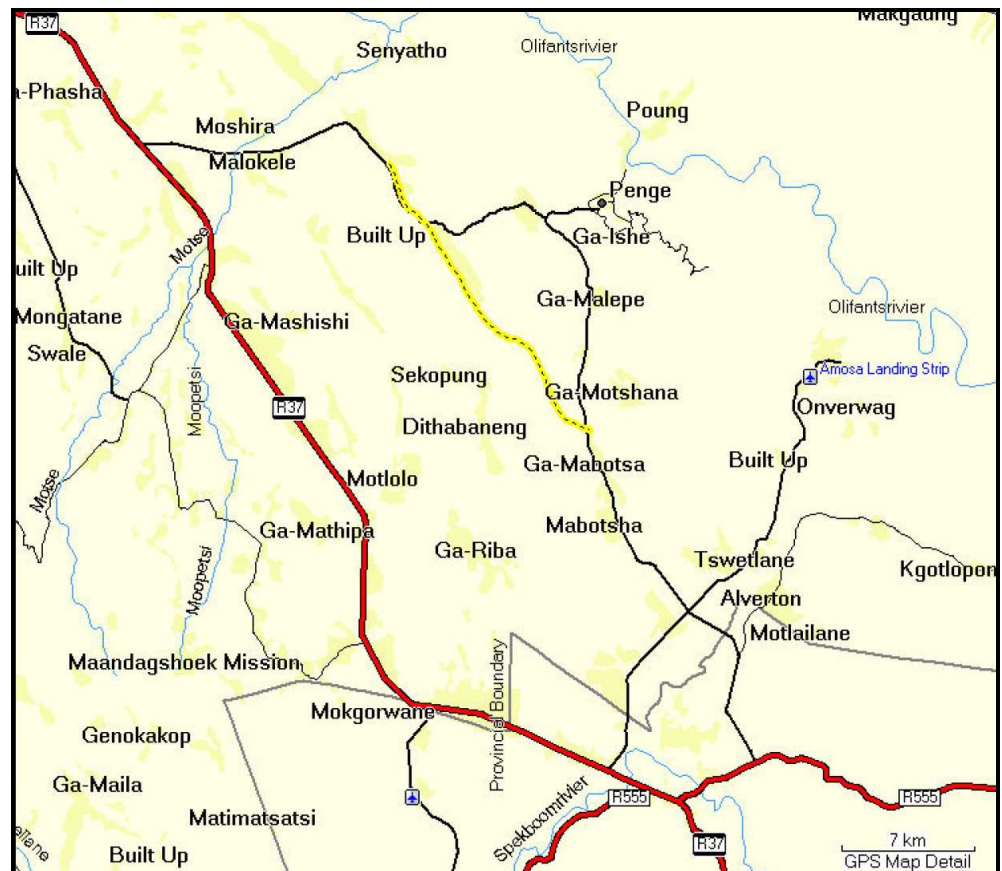 R37
Makgaung
Senyatho
Olifantsrivier
a-Phasha
Poung
Moshira
Malokele
Penge
Motse
Built Up
Ga-Ishe
uilt Up
Ga-Malepe
Mongatane
Ga-Mashishi
Olifantsrivier
Swale
Moopetsi
Sekopung
Ga-Motshana
Amosa Landing Strip
R37
Onverwag
Dithabaneng
Ga-Mabotsa
Built Up
Motse
Motlolo
Ga-Mathipa
Mabotsha
Ga-Riba
Tswetlane
Kgotlopon
Moopetsi
Alverton
Motlailane
Maandagshoek Mission
Provincial Boundary
Mokgorwane
Genokakop
Ga-Maila
Spekboomrivier
R555
R555
Matimatsatsi
ellane
Built Up
R37
7 km
GPS Map Detail